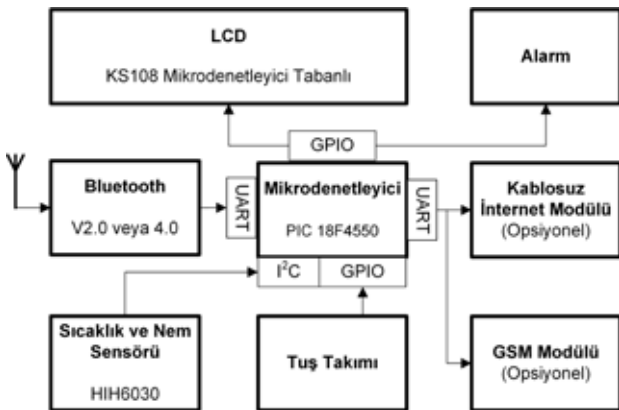 LCD
KS108 Mikrodenetleyici Tabanlı
Alarm
GPIO
Bluetooth
V2.0 veya 4.0
UART
Mikrodenetleyici
PIC 18F4550
UART
Kablosuz
İnternet Modülü
(Opsiyonel)
I²C
GPIO
Sıcaklık ve Nem
Sensörü
HIH6030
Tuş Takımı
GSM Modülü
(Opsiyonel)